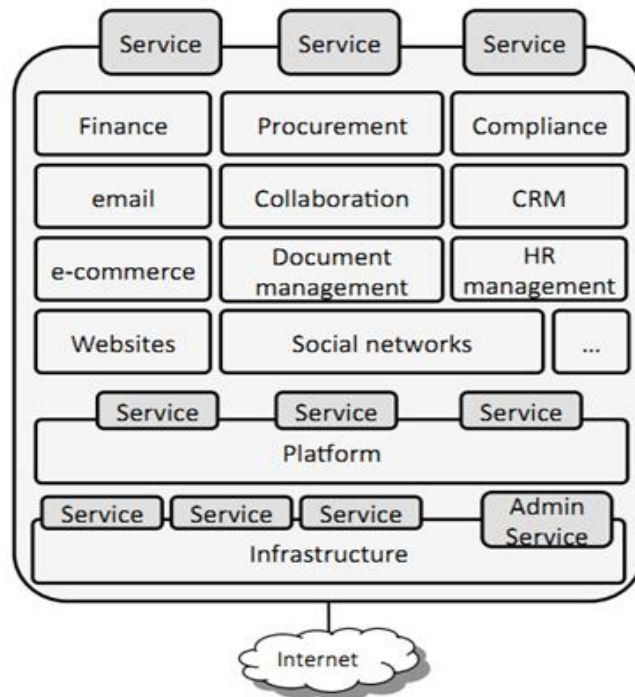 Service Service Service
Finance Procurement Compliance
email Collaboration CRM
e-commerce Document management HR management
Websites Social networks ...
Service Service Service
Platform
Service Service Service Admin Service
Infrastructure
Internet